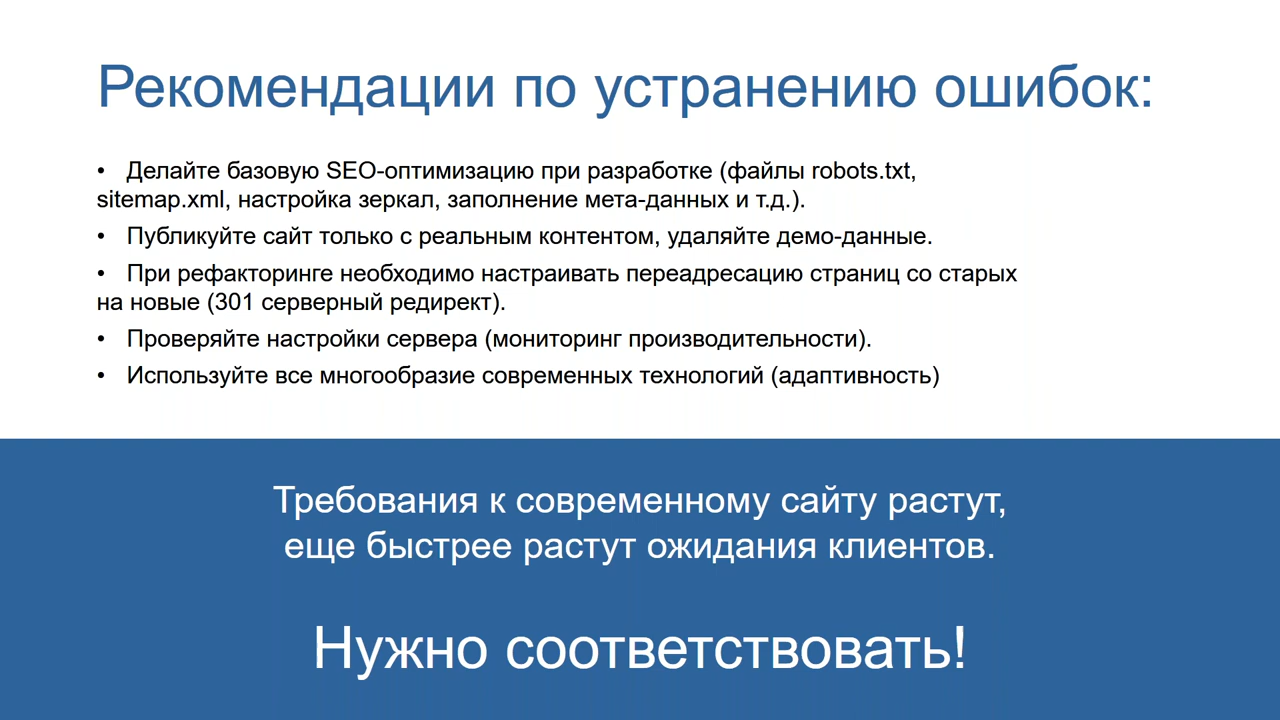 Рекомендации по устранению ошибок:
• Делайте базовую SEO-оптимизацию при разработке (файлы robots.txt,
sitemap.xml, настройка зеркал, заполнение мета-данных и т.д.).
• Публикуйте сайт только с реальным контентом, удаляйте демо-данные.
• При рефакторинге необходимо настраивать переадресацию страниц со старых
на новые (301 серверный редирект).
• Проверяйте настройки сервера (мониторинг производительности).
• Используйте все многообразие современных технологий (адаптивность)
Требования к современному сайту растут,
еще быстрее растут ожидания клиентов.
Нужно соответствовать!